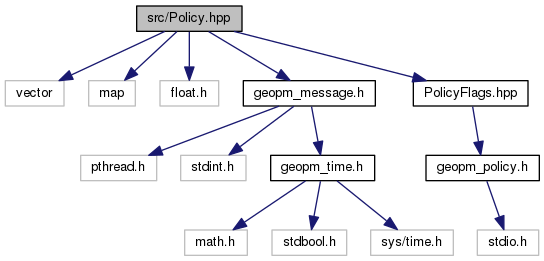 src/Policy.hpp
vector
map
float.h
geopm_message.h
PolicyFlags.hpp
pthread.h
stdint.h
geopm_time.h
geopm_policy.h
math.h
stdbool.h
sys/time.h
stdio.h